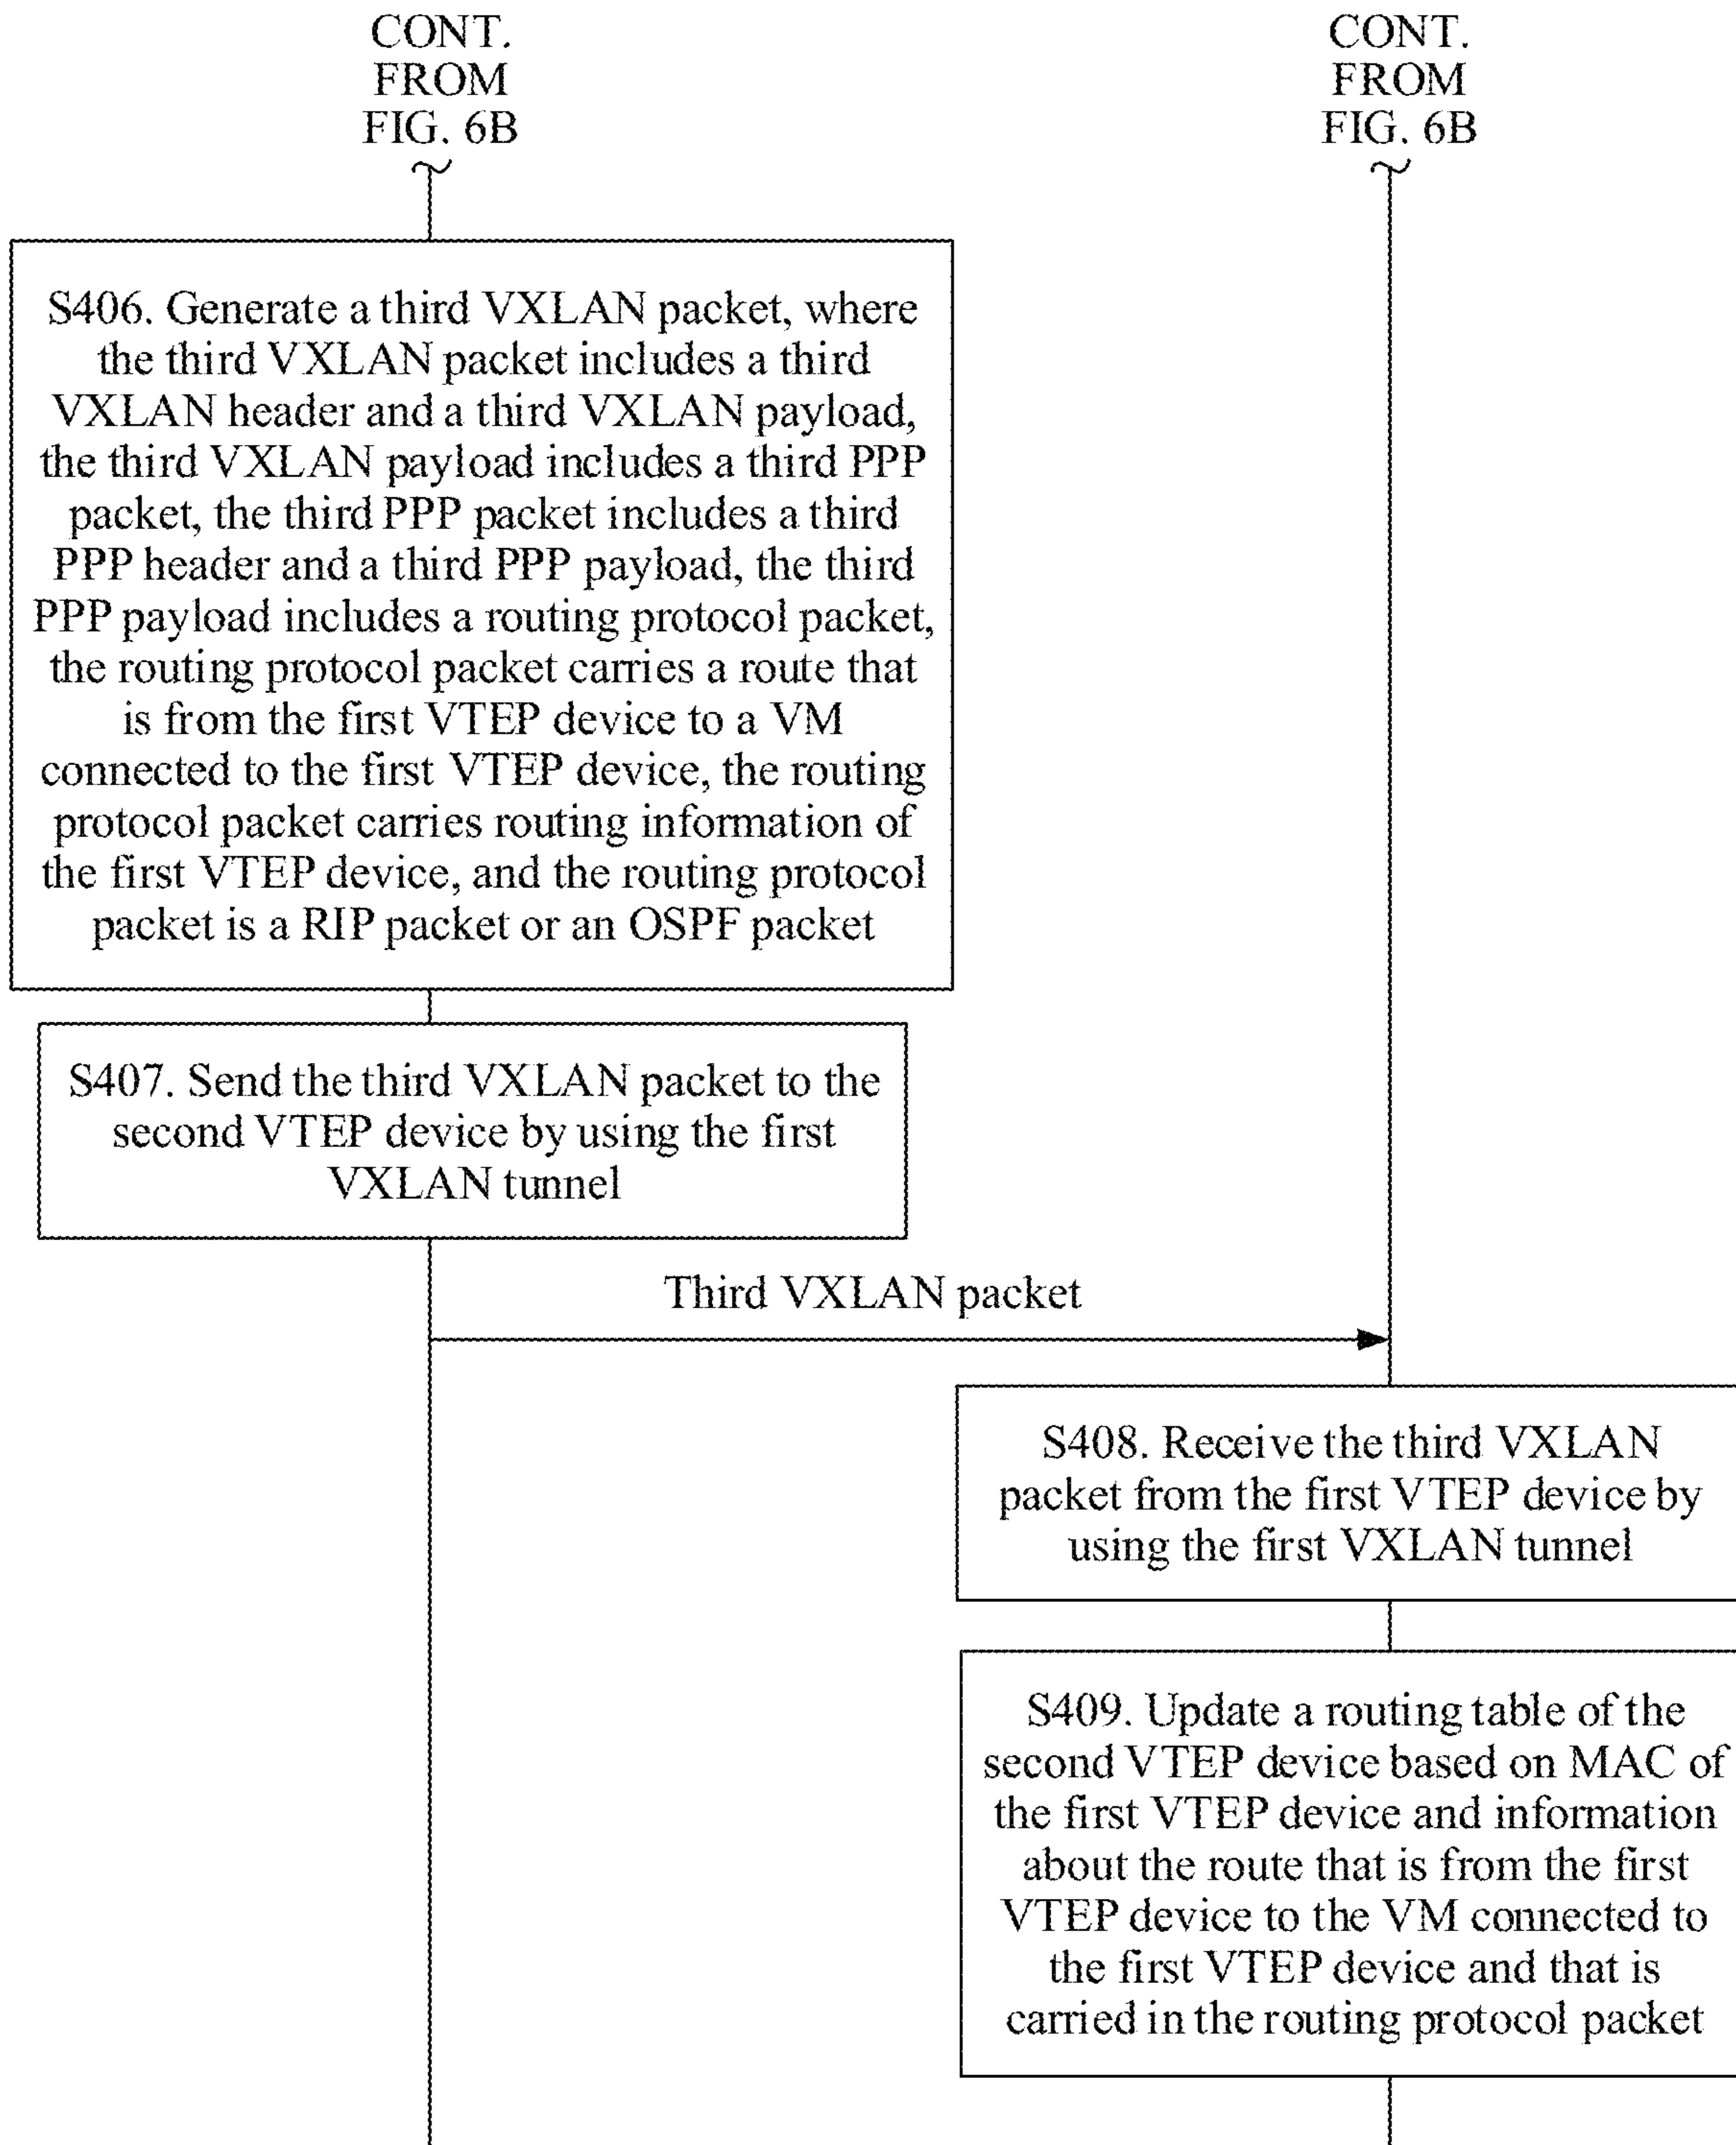 CONT.
FROM
FIG. 6B
CONT.
FROM
FIG. 6B
S406. Generate a third VXLAN packet, where
the third VXLAN packet includes a third
VXLAN header and a third VXLAN payload,
the third VXLAN payload includes a third PPP
packet, the third PPP packet includes a third
PPP header and a third PPP payload, the third
PPP payload includes a routing protocol packet,
the routing protocol packet carries a route that
is from the first VTEP device to a VM
connected to the first VTEP device, the routing
protocol packet carries routing information of
the first VTEP device, and the routing protocol
packet is a RIP packet or an OSPF packet
S407. Send the third VXLAN packet to the
second VTEP device by using the first
VXLAN tunnel
Third VXLAN packet
S408. Receive the third VXLAN
packet from the first VTEP device by
using the first VXLAN tunnel
S409. Update a routing table of the
second VTEP device based on MAC of
the first VTEP device and information
about the route that is from the first
VTEP device to the VM connected to
the first VTEP device and that is
carried in the routing protocol packet